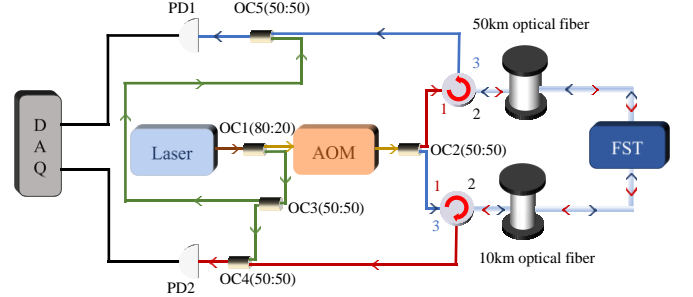 PD1
OC5(50:50)
50km optical fiber
3
1
2
D
A
Q
Laser
OC1(80:20)
AOM
OC2(50:50)
FST
1
2
3
OC3(50:50)
PD2
OC4(50:50)
10km optical fiber